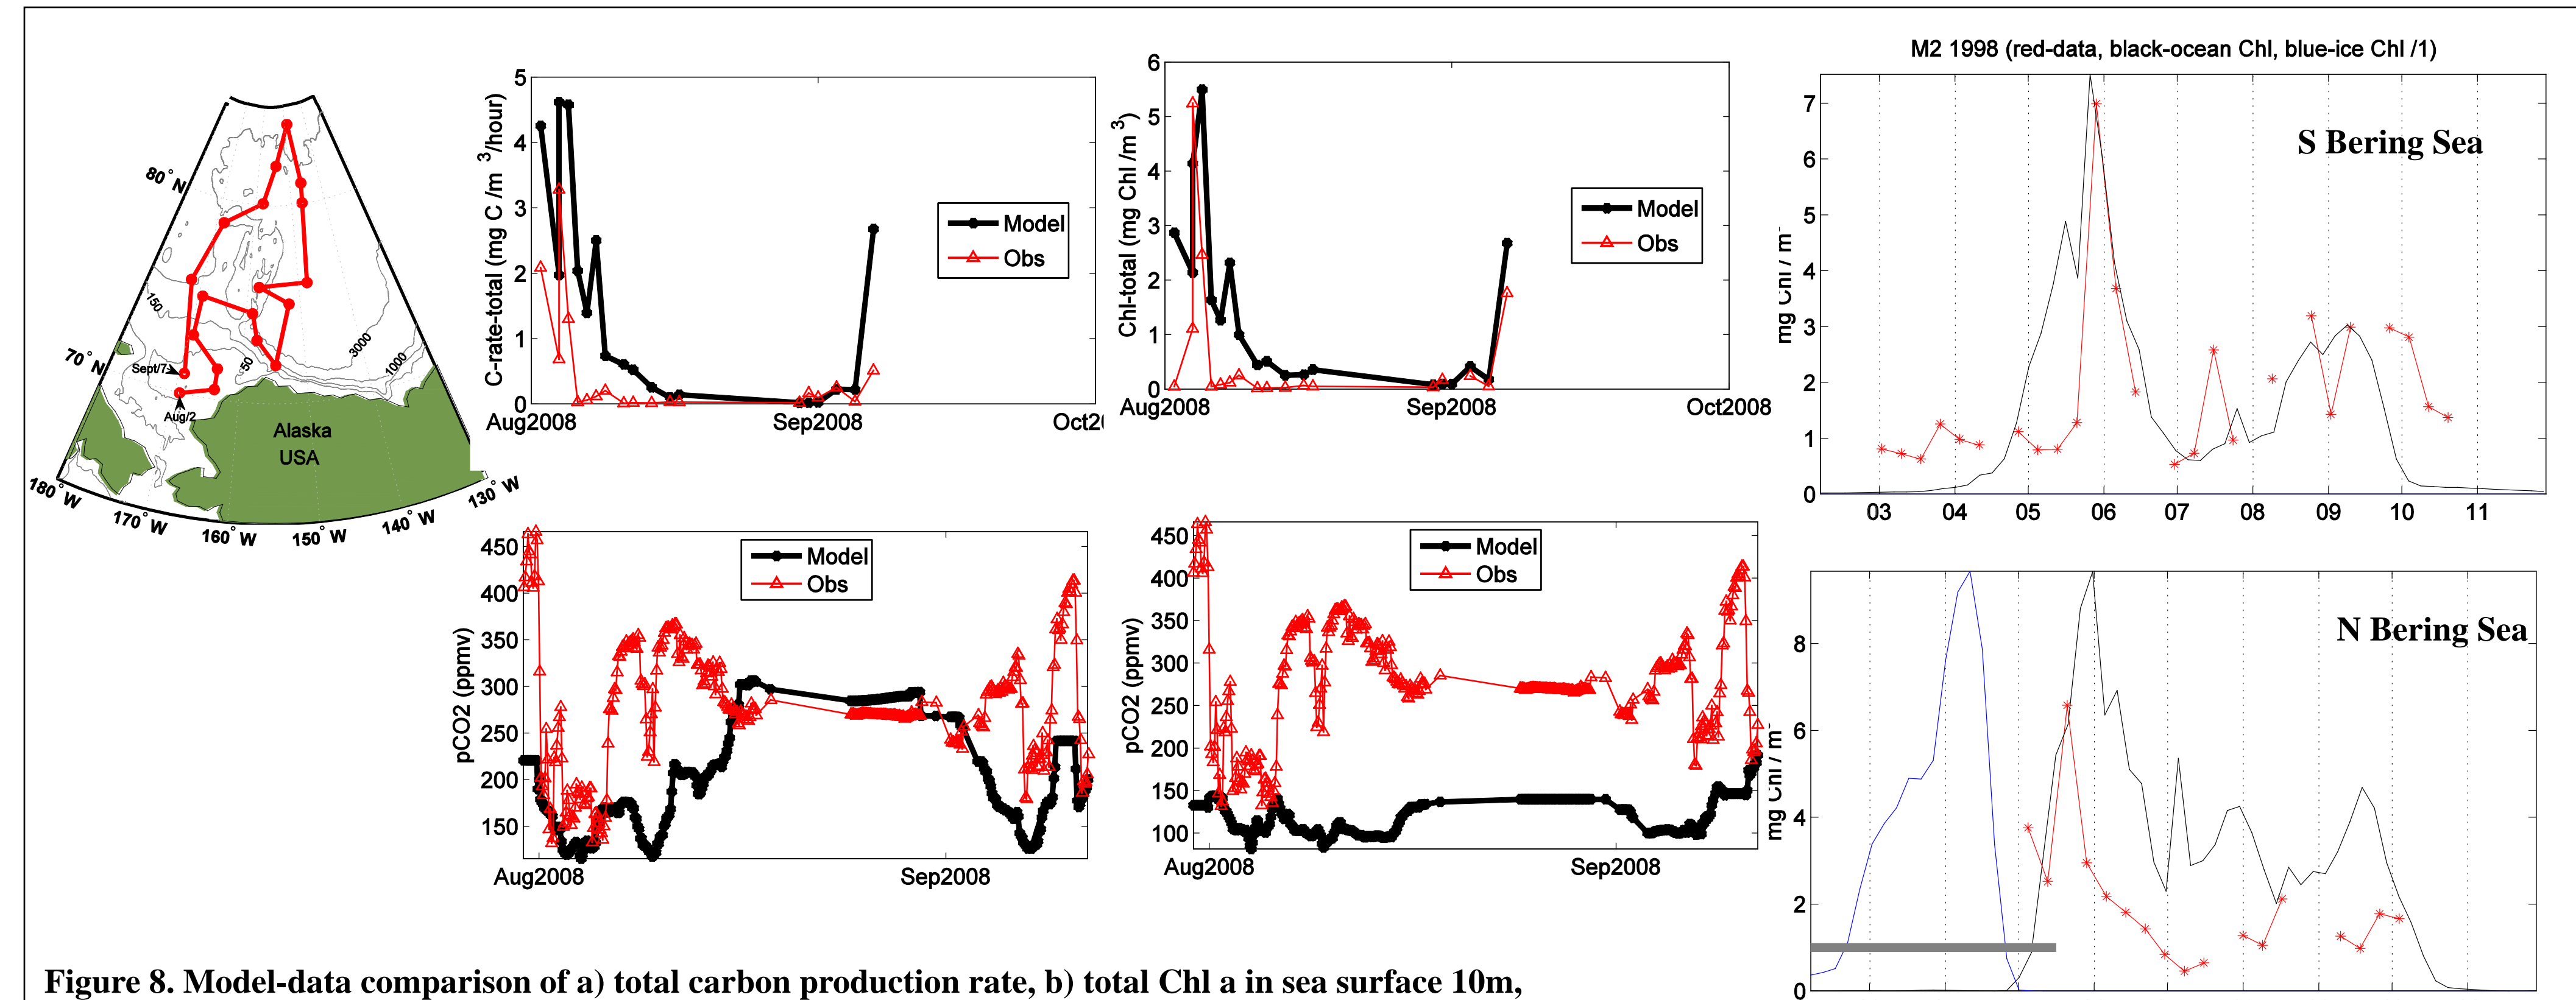 80°N
70°N
150
50
3000
1000
Sept/7
Aug/2
Alaska
USA
180°W
170°W
160°W
150°W
140°W
130°W
C-rate-total (mg C /m 3/hour)
5
4
3
2
1
0
Aug2008
Sep2008
Model
Obs
Chl-total (mg Chl /m 3)
6
5
4
3
2
1
0
Aug2008
Sep2008
Oct2008
Model
Obs
M2 1998 (red-data, black-ocean Chl, blue-ice Chl /1)
S Bering Sea
mg Chl / m
7
6
5
4
3
2
1
0
03 04 05 06 07 08 09 10 11
pCO2 (ppmv)
450
400
350
300
250
200
150
Aug2008
Sep2008
Model
Obs
pCO2 (ppmv)
450
400
350
300
250
200
150
100
Aug2008
Sep2008
Model
Obs
N Bering Sea
mg Chl / m
8
6
4
2
0
Figure 8. Model-data comparison of a) total carbon production rate, b) total Chl a in sea surface 10m,